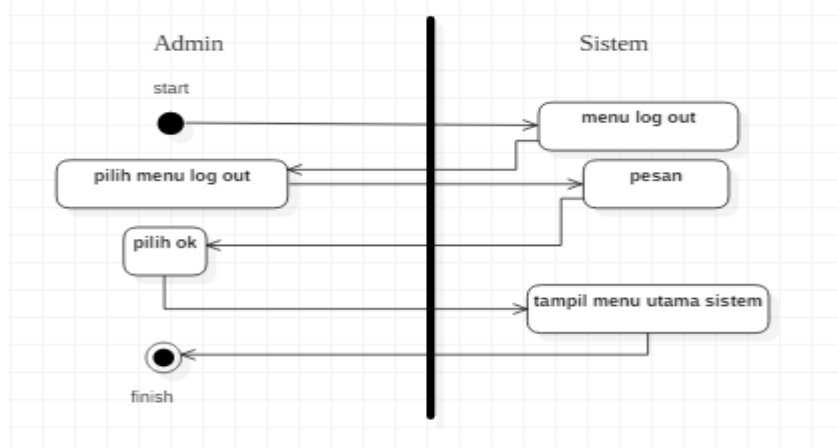 Admin
Sistem
start
menu log out
pilih menu log out
pesan
pilih ok
tampil menu utama sistem
finish